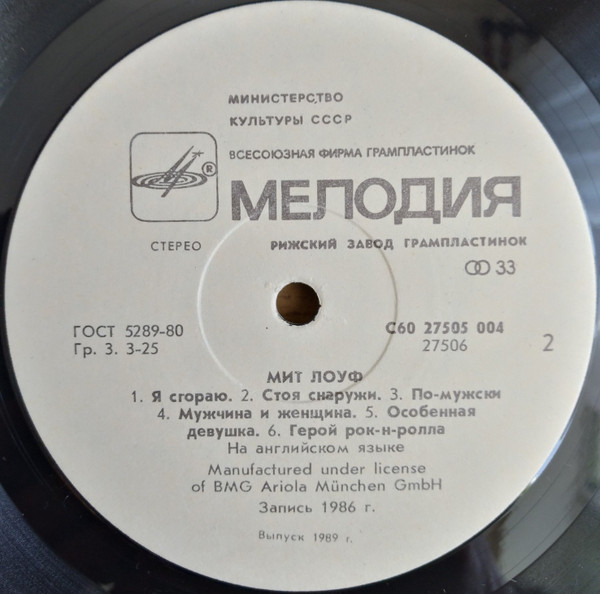 МИНИСТЕРСТВО
КУЛЬТУРЫ СССР
ВСЕСОЮЗНАЯ ФИРМА ГРАМПЛАСТИНОК
®
МЕЛОДИЯ
СТЕРЕО
РИЖСКИЙ ЗАВОД ГРАМПЛАСТИНОК
33
ГОСТ 5289-80
С60 27505 004
Гр. 3. 3-25
27506
2
МИТ ЛОУФ
1. Я сгораю. 2. Стоя снаружи. 3. По-мужски
4. Мужчина и женщина. 5. Особенная
девушка. 6. Герой рок-н-ролла
На английском языке
Manufactured under license
of BMG Ariola München GmbH
Запись 1986 г.
Выпуск 1989 г.